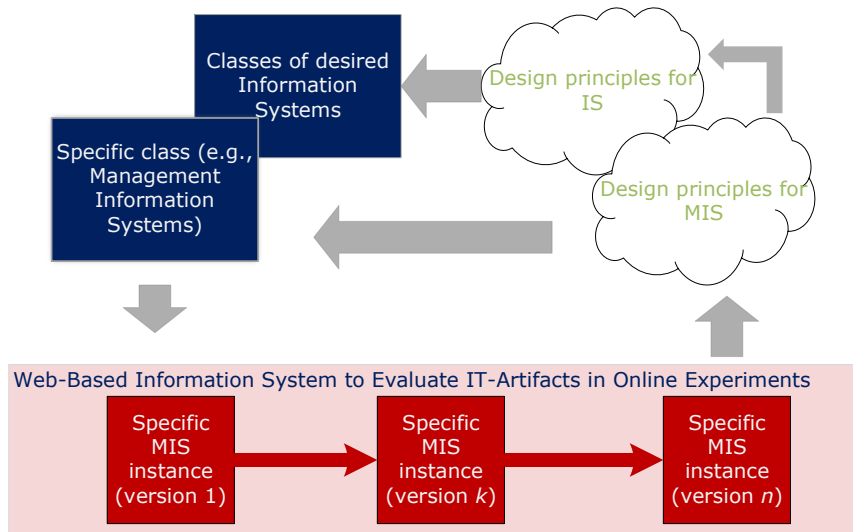 Classes of desired
Information
Systems
Design principles for
IS
Specific class (e.g.,
Management
Information
Systems)
Design principles for
MIS
Web-Based Information System to Evaluate IT-Artifacts in Online Experiments
Specific
MIS
instance
(version 1)
Specific
MIS
instance
(version k)
Specific
MIS
instance
(version n)